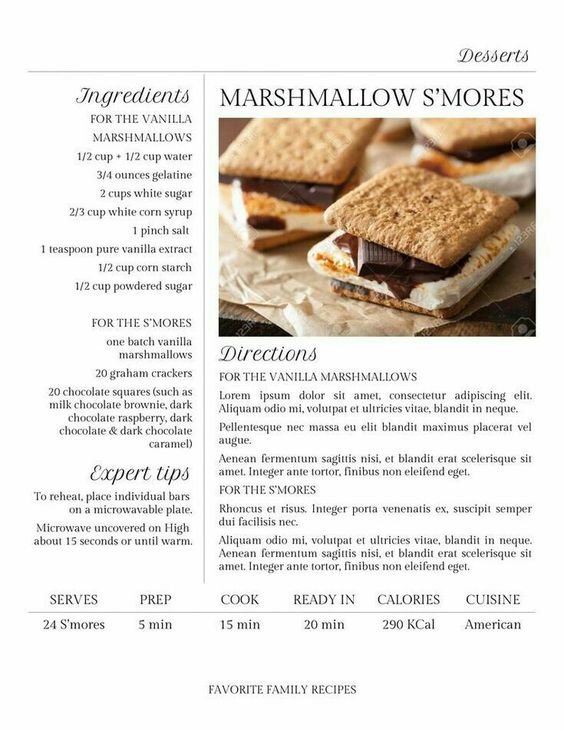 Desserts
Ingredients
FOR THE VANILLA
MARSHMALLOWS
1/2 cup + 1/2 cup water
3/4 ounces gelatine
2 cups white sugar
2/3 cup white corn syrup
1 pinch salt
1 teaspoon pure vanilla extract
1/2 cup corn starch
1/2 cup powdered sugar
FOR THE S'MORES
one batch vanilla
marshmallows
20 graham crackers
20 chocolate squares (such as
milk chocolate brownie, dark
chocolate raspberry, dark
chocolate & dark chocolate
caramel)
Expert tips
To reheat, place individual bars
on a microwavable plate.
Microwave uncovered on High
about 15 seconds or until warm.
MARSHMALLOW S'MORES
123RF
Directions
FOR THE VANILLA MARSHMALLOWS
Lorem ipsum dolor sit amet, consectetur adipiscing elit.
Aliquam odio mi, volutpat et ultricies vitae, blandit in neque.
Pellentesque nec massa eu elit blandit maximus placerat vel
augue.
Aenean fermentum sagittis nisi, et blandit erat scelerisque sit
amet. Integer ante tortor, finibus non eleifend eget.
FOR THE S'MORES
Rhoncus et risus. Integer porta venenatis ex, suscipit semper
dui facilisis nec.
Aliquam odio mi, volutpat et ultricies vitae, blandit in neque.
Aenean fermentum sagittis nisi, et blandit erat scelerisque sit
amet. Integer ante tortor, finibus non eleifend eget.
SERVES PREP COOK READY IN CALORIES CUISINE
24 S'mores 5 min 15 min 20 min 290 KCal American
FAVORITE FAMILY RECIPES